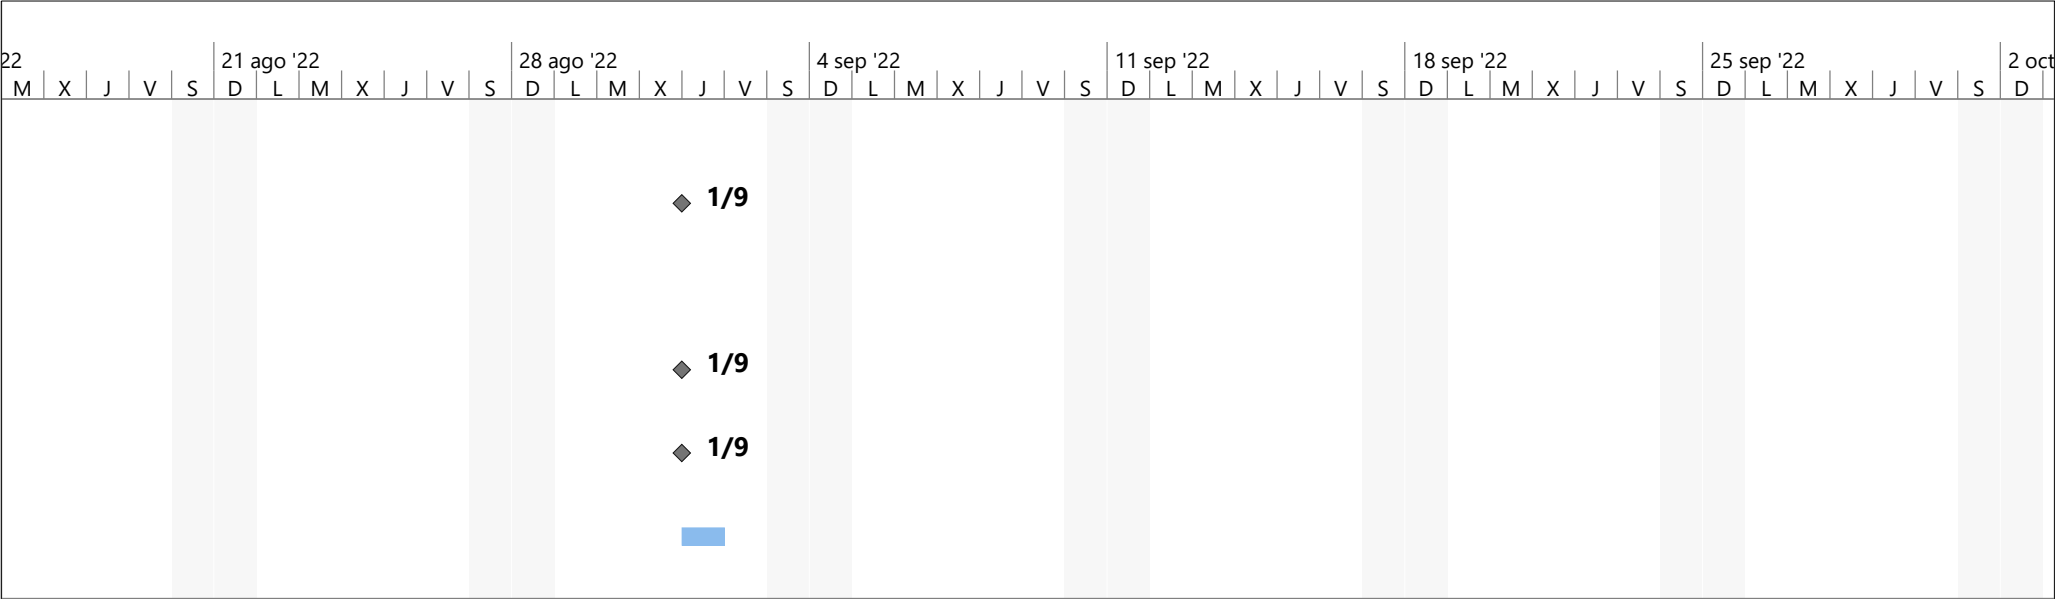 22 21 ago '22 28 ago '22 4 sep '22 11 sep '22 18 sep '22 25 sep '22 2 oct
M X J V S D L M X J V S D L M X J V S D L M X J V S D L M X J V S D L M X J V S D L M X J V S D
1/9
1/9
1/9